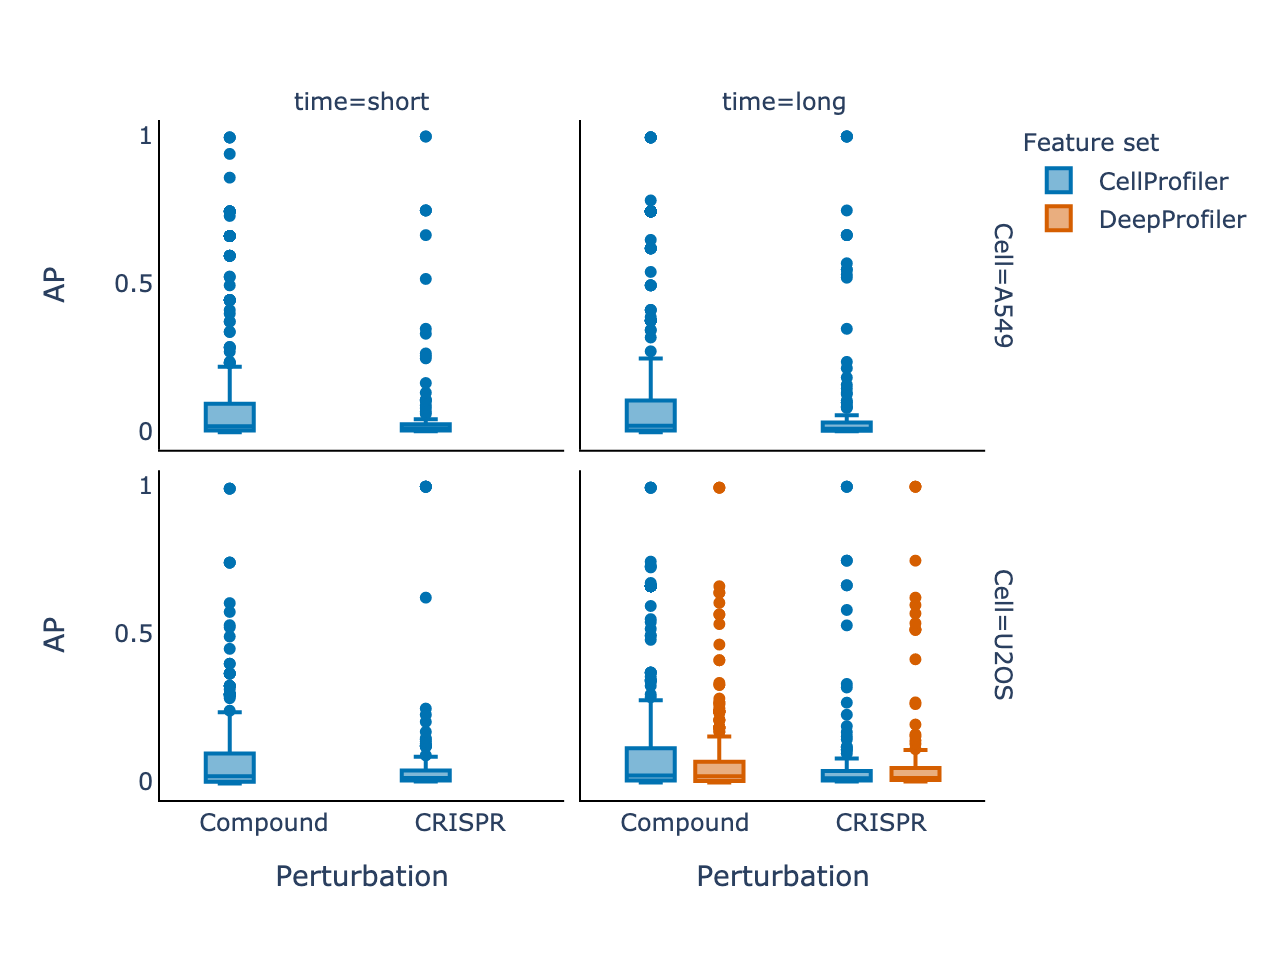 time=short
time=long
Feature set
CellProfiler
DeepProfiler
AP
1
0.5
0
Cell=A549
AP
1
0.5
0
Cell=U2OS
Compound
CRISPR
Compound
CRISPR
Perturbation
Perturbation